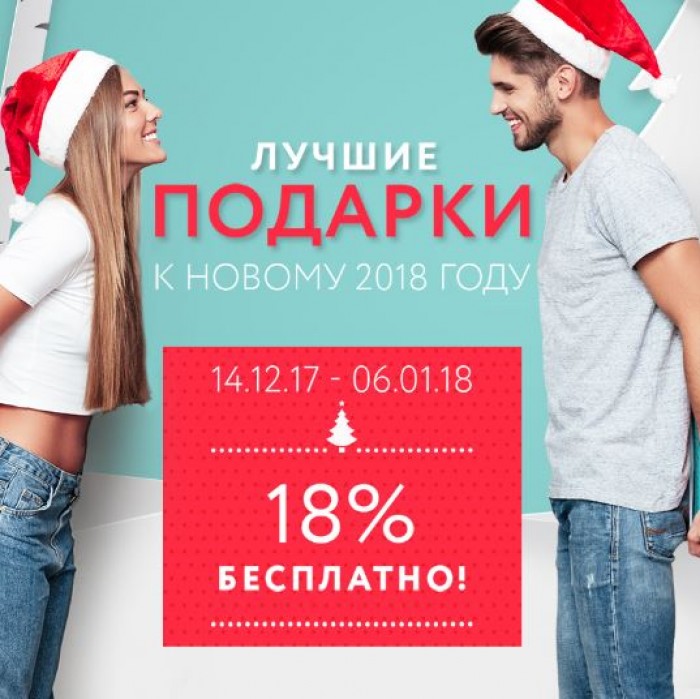 ЛУЧШИЕ
ПОДАРКИ
К НОВОМУ 2018 ГОДУ
14.12.17 - 06.01.18
18%
БЕСПЛАТНО!